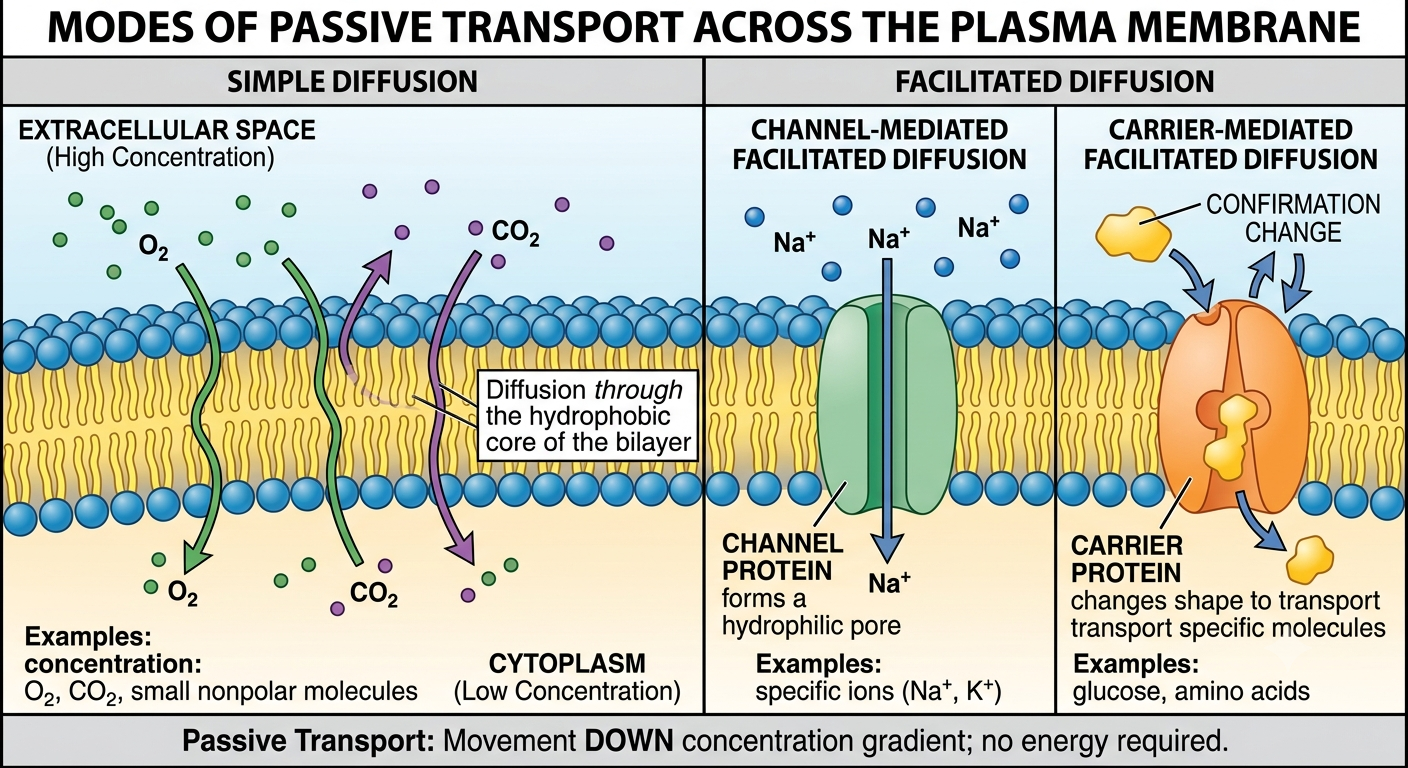 MODES OF PASSIVE TRANSPORT ACROSS THE PLASMA MEMBRANE
SIMPLE DIFFUSION
EXTRACELLULAR SPACE
(High Concentration)
O₂
CO₂
Diffusion through
the hydrophobic
core of the bilayer
O₂
CO₂
Examples:
concentration:
O₂, CO₂, small nonpolar molecules
CYTOPLASM
(Low Concentration)
FACILITATED DIFFUSION
CHANNEL-MEDIATED
FACILITATED DIFFUSION
Na⁺
Na⁺
Na⁺
CHANNEL
PROTEIN
forms a
hydrophilic pore
Na⁺
Examples:
specific ions (Na⁺, K⁺)
CARRIER-MEDIATED
FACILITATED DIFFUSION
CONFIRMATION
CHANGE
CARRIER
PROTEIN
changes shape to transport
transport specific molecules
Examples:
glucose, amino acids
Passive Transport: Movement DOWN concentration gradient; no energy required.